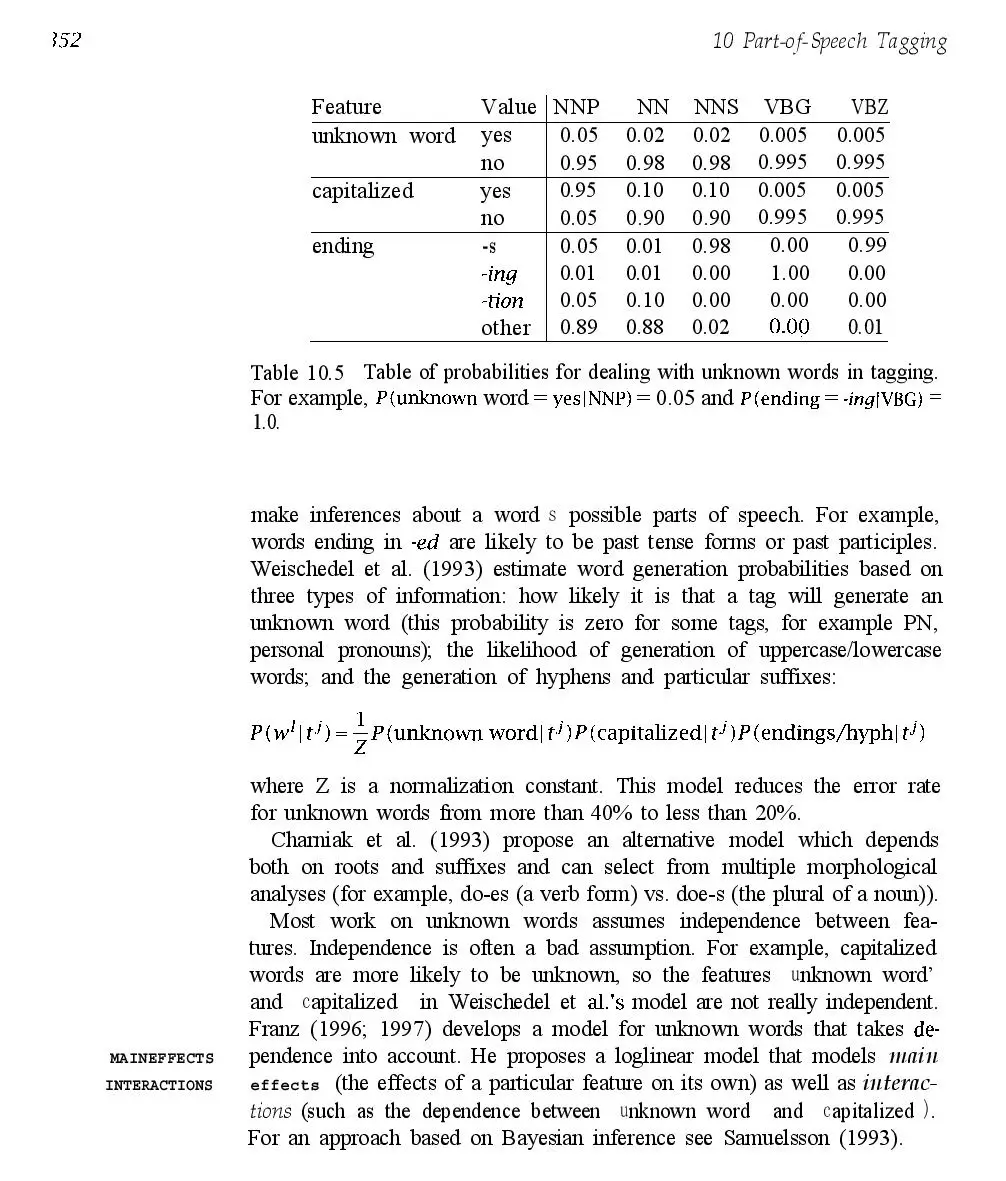 352 10 Part-of-Speech Tagging
Feature Value NNP NN NNS VBG VBZ
unknown word yes 0.05 0.02 0.02 0.005 0.005
no 0.95 0.98 0.98 0.995 0.995
capitalized yes 0.95 0.10 0.10 0.005 0.005
no 0.05 0.90 0.90 0.995 0.995
ending -s 0.05 0.01 0.98 0.00 0.99
-ing 0.01 0.01 0.00 1.00 0.00
-tion 0.05 0.10 0.00 0.00 0.00
other 0.89 0.88 0.02 0.00 0.01
Table 10.5 Table of probabilities for dealing with unknown words in tagging.
For example, P(unknown word = yes|NNP) = 0.05 and P(ending = -ing|VBG) =
1.0.
make inferences about a word s possible parts of speech. For example,
words ending in -ed are likely to be past tense forms or past participles.
Weischedel et al. (1993) estimate word generation probabilities based on
three types of information: how likely it is that a tag will generate an
unknown word (this probability is zero for some tags, for example PN,
personal pronouns); the likelihood of generation of uppercase/lowercase
words; and the generation of hyphens and particular suffixes:
P(w^l|t^j) = 1/Z P(unknown word|t^j)P(capitalized|t^j)P(endings/hyph|t^j)
where Z is a normalization constant. This model reduces the error rate
for unknown words from more than 40% to less than 20%.
Charniak et al. (1993) propose an alternative model which depends
both on roots and suffixes and can select from multiple morphological
analyses (for example, do-es (a verb form) vs. doe-s (the plural of a noun)).
Most work on unknown words assumes independence between fea-
tures. Independence is often a bad assumption. For example, capitalized
words are more likely to be unknown, so the features unknown word’
and capitalized in Weischedel et al.'s model are not really independent.
Franz (1996; 1997) develops a model for unknown words that takes de-
MAINEFFECTS pendence into account. He proposes a loglinear model that models main
INTERACTIONS effects (the effects of a particular feature on its own) as well as interac-
tions (such as the dependence between unknown word and capitalized ).
For an approach based on Bayesian inference see Samuelsson (1993).